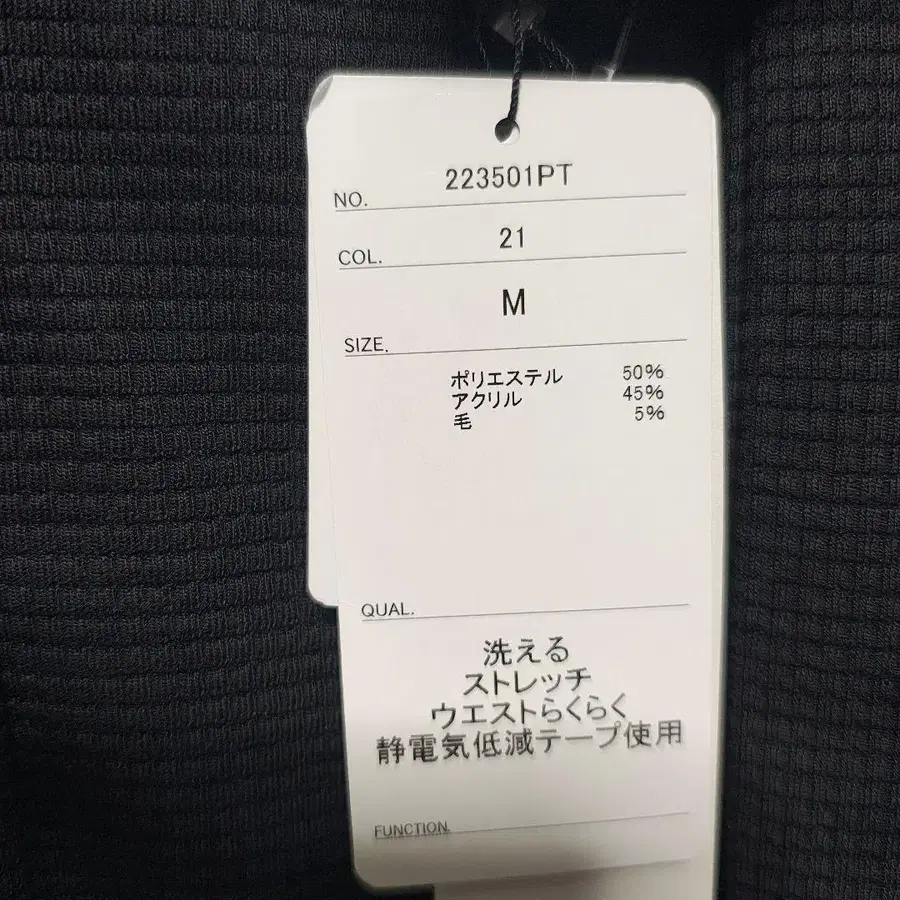 223501PT
NO.
21
COL.
M
SIZE.
ポリエステル 50%
アクリル 45%
毛 5%
QUAL.
洗える
ストレッチ
ウエストらくらく
静電気低減テープ使用
FUNCTION.